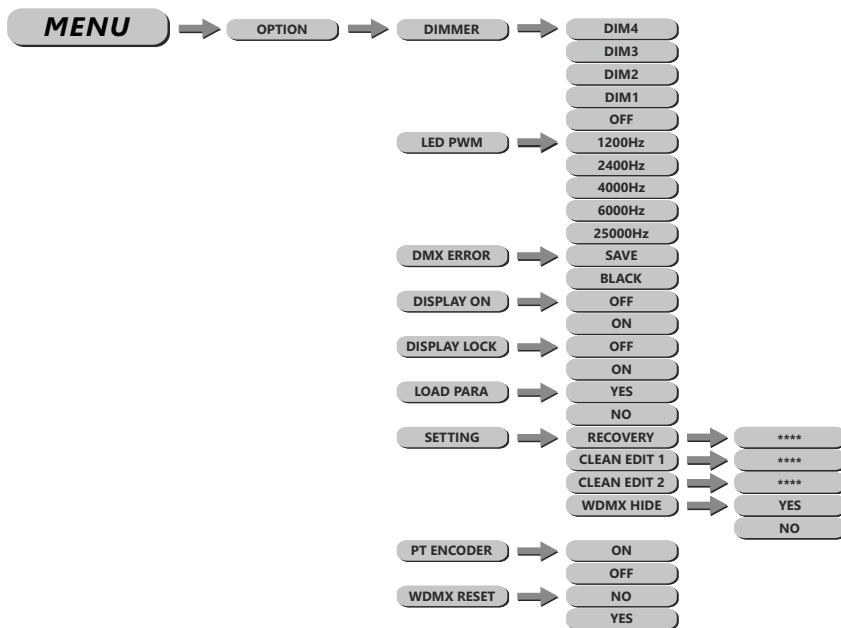 MENU OPTION DIMMER DIM4
DIM3
DIM2
DIM1
OFF
LED PWM 1200Hz
2400Hz
4000Hz
6000Hz
25000Hz
DMX ERROR SAVE
BLACK
DISPLAY ON OFF
ON
DISPLAY LOCK OFF
ON
LOAD PARA YES
NO
SETTING RECOVERY ****
CLEAN EDIT 1 ****
CLEAN EDIT 2 ****
WDMX HIDE YES
NO
PT ENCODER ON
OFF
WDMX RESET NO
YES